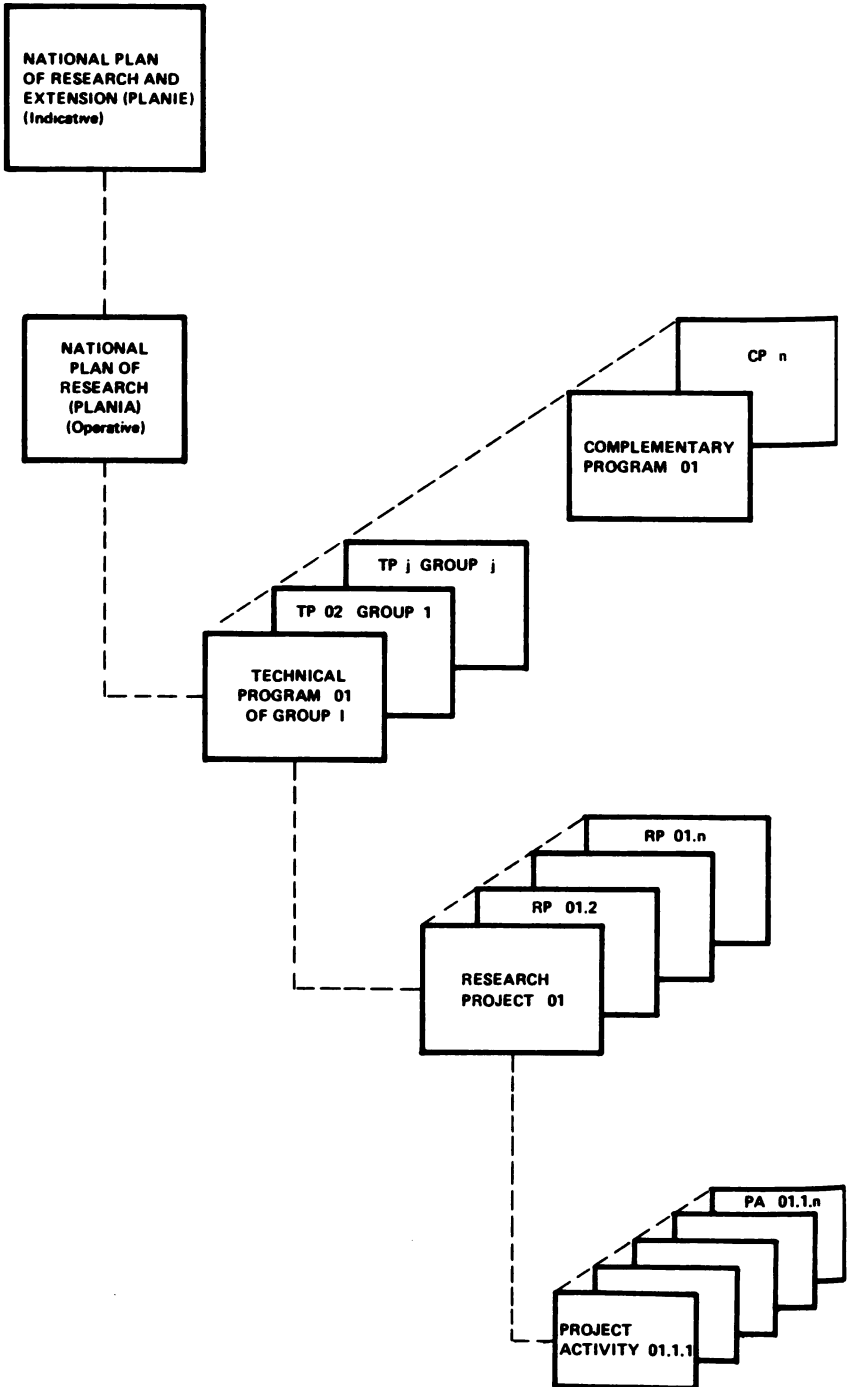 NATIONAL PLAN
OF RESEARCH AND
EXTENSION (PLANIE)
(Indicative)
NATIONAL
PLAN OF
RESEARCH
(PLANIA)
(Operative)
CP n
COMPLEMENTARY
PROGRAM 01
TP j GROUP j
TP 02 GROUP 1
TECHNICAL
PROGRAM 01
OF GROUP I
RP 01.n
RP 01.2
RESEARCH
PROJECT 01
PA 01.1.n
PROJECT
ACTIVITY 01.1.1